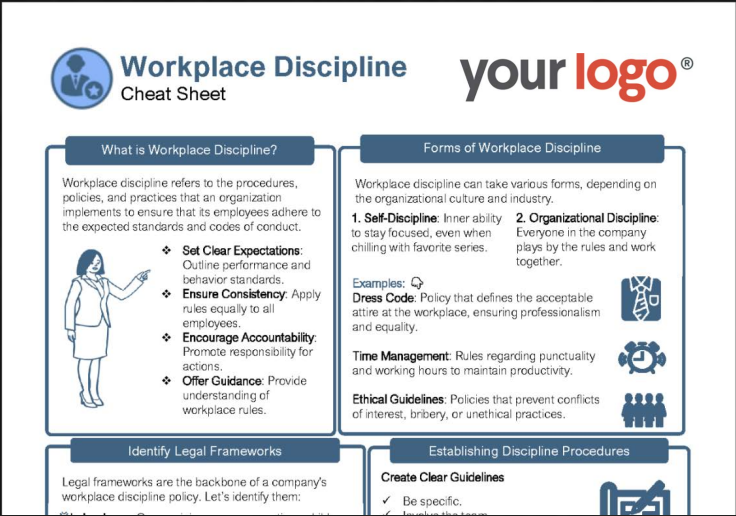 Workplace Discipline
Cheat Sheet
your logo®
What is Workplace Discipline?
Workplace discipline refers to the procedures,
policies, and practices that an organization
implements to ensure that its employees adhere to
the expected standards and codes of conduct.
❖ Set Clear Expectations:
Outline performance and
behavior standards.
❖ Ensure Consistency: Apply
rules equally to all
employees.
❖ Encourage Accountability:
Promote responsibility for
actions.
❖ Offer Guidance: Provide
understanding of
workplace rules.
Forms of Workplace Discipline
Workplace discipline can take various forms, depending on
the organizational culture and industry.
1. Self-Discipline: Inner ability
to stay focused, even when
chilling with favorite series.
2. Organizational Discipline:
Everyone in the company
plays by the rules and work
together.
Examples:
Dress Code: Policy that defines the acceptable
attire at the workplace, ensuring professionalism
and equality.
Time Management: Rules regarding punctuality
and working hours to maintain productivity.
Ethical Guidelines: Policies that prevent conflicts
of interest, bribery, or unethical practices.
Identify Legal Frameworks
Legal frameworks are the backbone of a company's
workplace discipline policy. Let's identify them:
Establishing Discipline Procedures
Create Clear Guidelines
✓ Be specific.